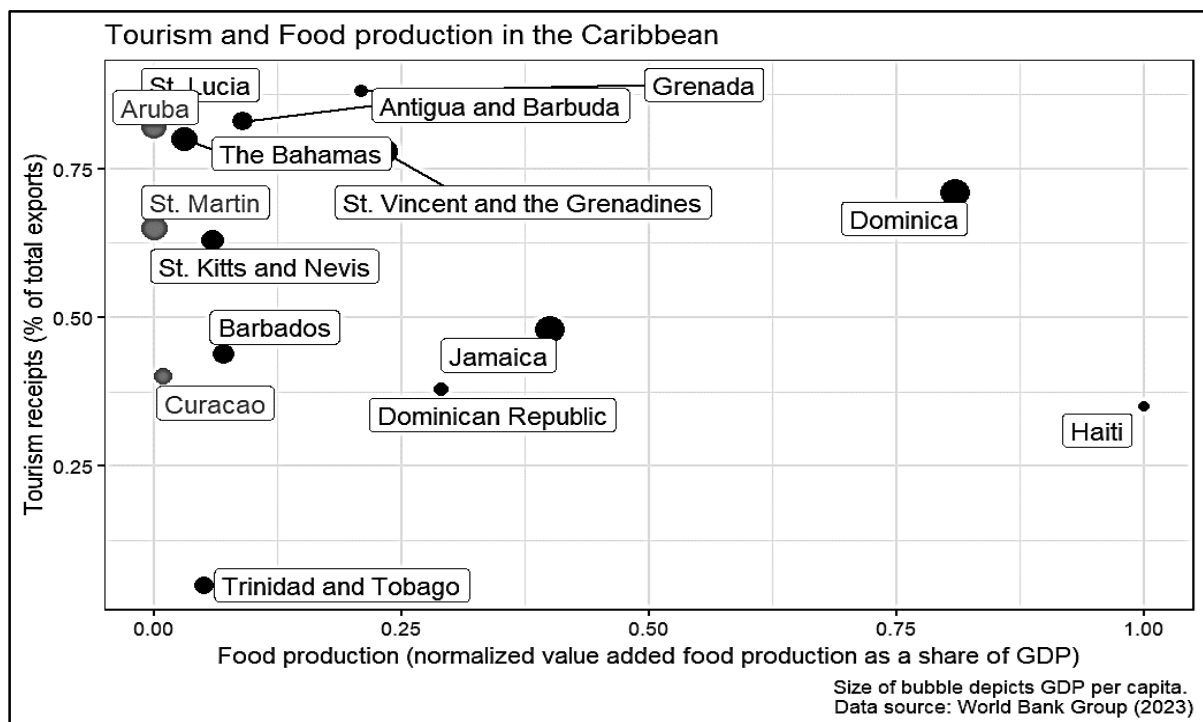 Tourism and Food production in the Caribbean
St. Lucia
Grenada
Aruba
Antigua and Barbuda
The Bahamas
St. Martin
St. Vincent and the Grenadines
Dominica
St. Kitts and Nevis
Barbados
Jamaica
Curacao
Dominican Republic
Haiti
Trinidad and Tobago
Tourism receipts (% of total exports)
0.75
0.50
0.25
0.00
0.25
0.50
0.75
1.00
Food production (normalized value added food production as a share of GDP)
Size of bubble depicts GDP per capita.
Data source: World Bank Group (2023)